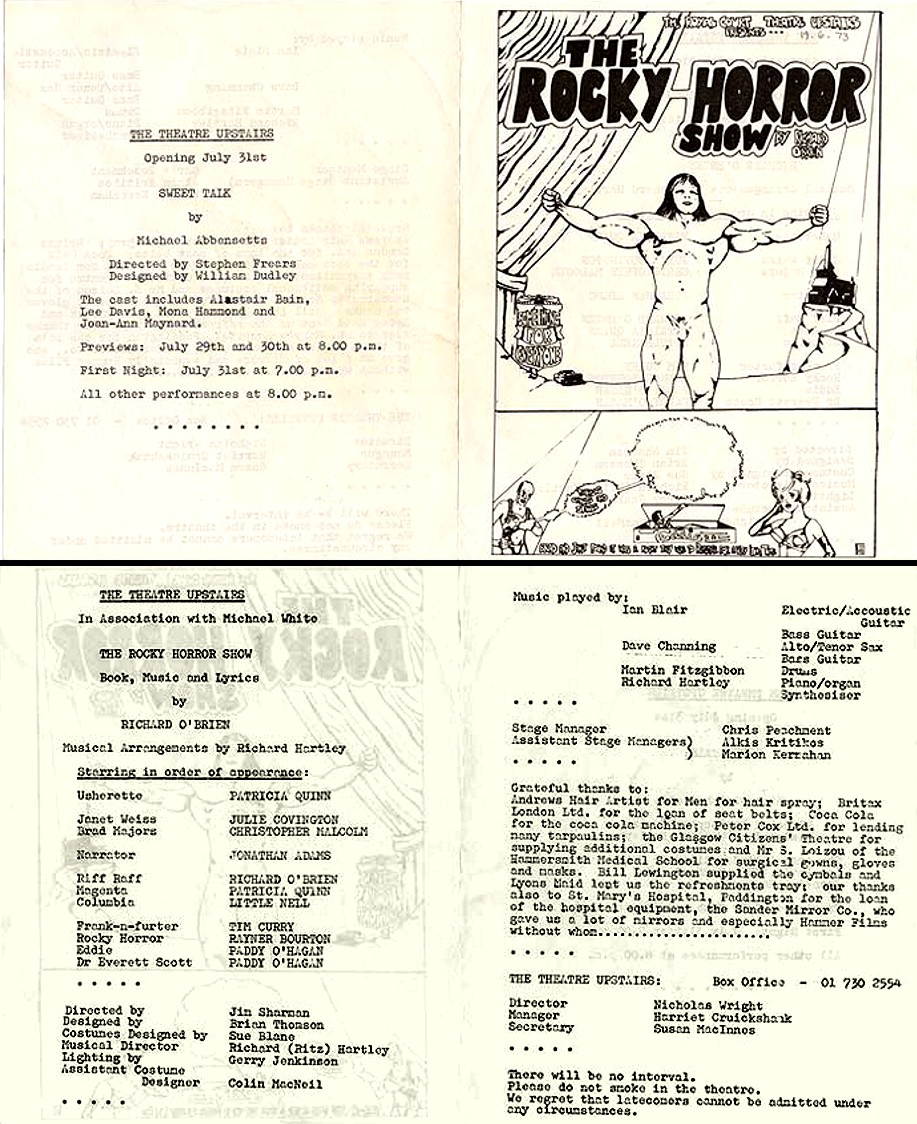 THE THEATRE UPSTAIRS
Opening July 31st
SWEET TALK
by
Michael Abbensetts
Directed by Stephen Frears
Designed by William Dudley
The cast includes Alastair Bain,
Lee Davis, Mona Hammond and
Joan-Ann Maynard.
Previews: July 29th and 30th at 8.00 p.m.
First Night: July 31st at 7.00 p.m.
All other performances at 8.00 p.m.
. . . . . . . .
THE ROYAL COURT THEATRE UPSTAIRS
PRESENTS...
19.6.73
THE
ROCKY HORROR
SHOW
BY RICHARD
O'BRIEN
SOMETHING
FOR
EVERYONE
THE THEATRE UPSTAIRS
In Association with Michael White
THE ROCKY HORROR SHOW
Book, Music and Lyrics
by
RICHARD O'BRIEN
Musical Arrangements by Richard Hartley
Starring in order of appearance:
Usherette PATRICIA QUINN
Janet Weiss JULIE COVINGTON
Brad Majors CHRISTOPHER MALCOLM
Narrator JONATHAN ADAMS
Riff Raff RICHARD O'BRIEN
Magenta PATRICIA QUINN
Columbia LITTLE NELL
Frank-n-furter TIM CURRY
Rocky Horror RAYNER BOURTON
Eddie PADDY O'HAGAN
Dr Everett Scott PADDY O'HAGAN
. . . . .
Directed by Jim Sharman
Designed by Brian Thomson
Costumes Designed by Sue Blane
Musical Director Richard (Ritz) Hartley
Lighting by Gerry Jenkinson
Assistant Costume
Designer Colin MacNeil
. . . . .
Music played by:
Ian Blair Electric/Accoustic
Guitar
Bass Guitar
Dave Channing Alto/Tenor Sax
Bars Guitar
Martin Fitzgibbon Drums
Richard Hartley Piano/organ
Synthesiser
. . . . .
Stage Manager Chris Peachment
Assistant Stage Managers) Alkis Kritikos
) Marion Kernahan
. . . . .
Grateful thanks to:
Andrews Hair Artist for Men for hair spray; Britax
London Ltd. for the loan of seat belts; Coca Cola
for the coca cola machine; Peter Cox Ltd. for lending
many tarpaulins; the Glasgow Citizens' Theatre for
supplying additional costumes and Mr S. Loizou of the
Hammersmith Medical School for surgical gowns, gloves
and masks. Bill Lewington supplied the cymbals and
Lyons Maid lent us the refreshments tray; our thanks
also to St. Mary's Hospital, Paddington for the loan
of the hospital equipment, the Sander Mirror Co., who
gave us a lot of mirrors and especially Hammer Films
without whom..........................
. . . . .
THE THEATRE UPSTAIRS: Box Office - 01 730 2554
Director Nicholas Wright
Manager Harriet Cruickshank
Secretary Susan MacInnes
. . . . .
There will be no interval.
Please do not smoke in the theatre.
We regret that latecomers cannot be admitted under
any circumstances.